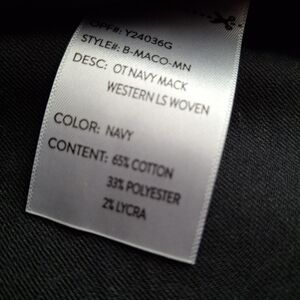 OPF#: Y24036G
STYLE#: B-MACO-MN
DESC: OT NAVY MACK
WESTERN LS WOVEN
COLOR: NAVY
CONTENT: 65% COTTON
33% POLYESTER
2% LYCRA